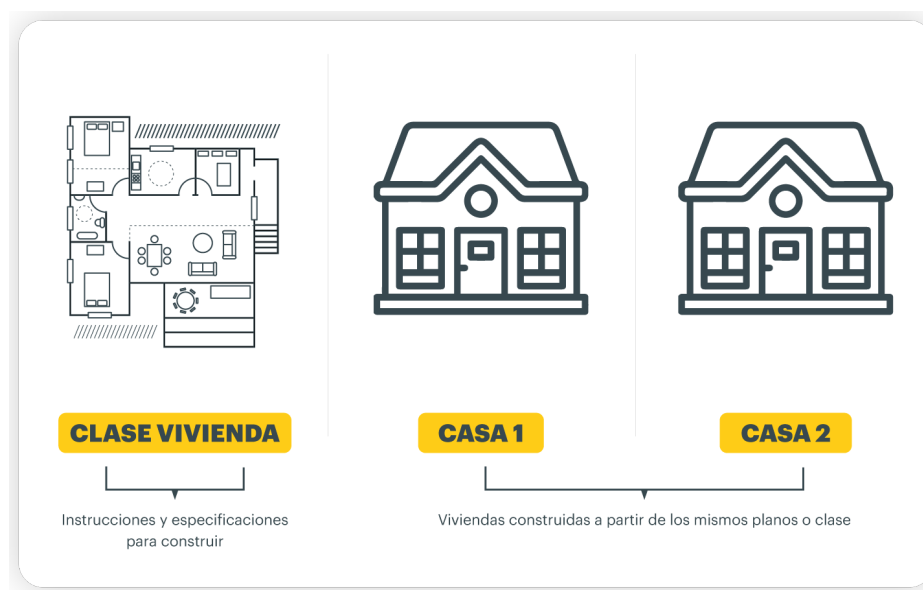 CLASE VIVIENDA
CASA 1
CASA 2
Instrucciones y especificaciones
para construir
Viviendas construidas a partir de los mismos planos o clase